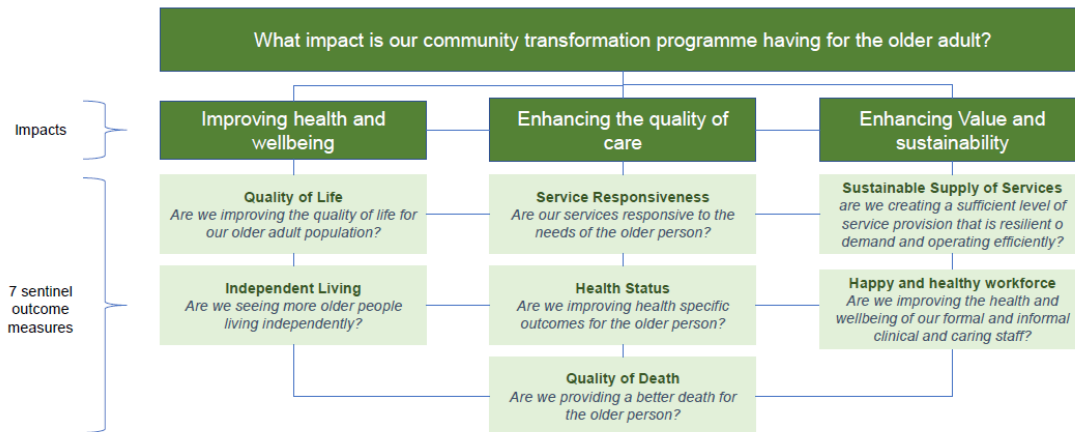 What impact is our community transformation programme having for the older adult?
Impacts
Improving health and
wellbeing
Enhancing the quality of
care
Enhancing Value and
sustainability
7 sentinel
outcome
measures
Quality of Life
Are we improving the quality of life for
our older adult population?
Service Responsiveness
Are our services responsive to the
needs of the older person?
Sustainable Supply of Services
are we creating a sufficient level of
service provision that is resilient o
demand and operating efficiently?
Independent Living
Are we seeing more older people
living independently?
Health Status
Are we improving health specific
outcomes for the older person?
Happy and healthy workforce
Are we improving the health and
wellbeing of our formal and informal
clinical and caring staff?
Quality of Death
Are we providing a better death for
the older person?